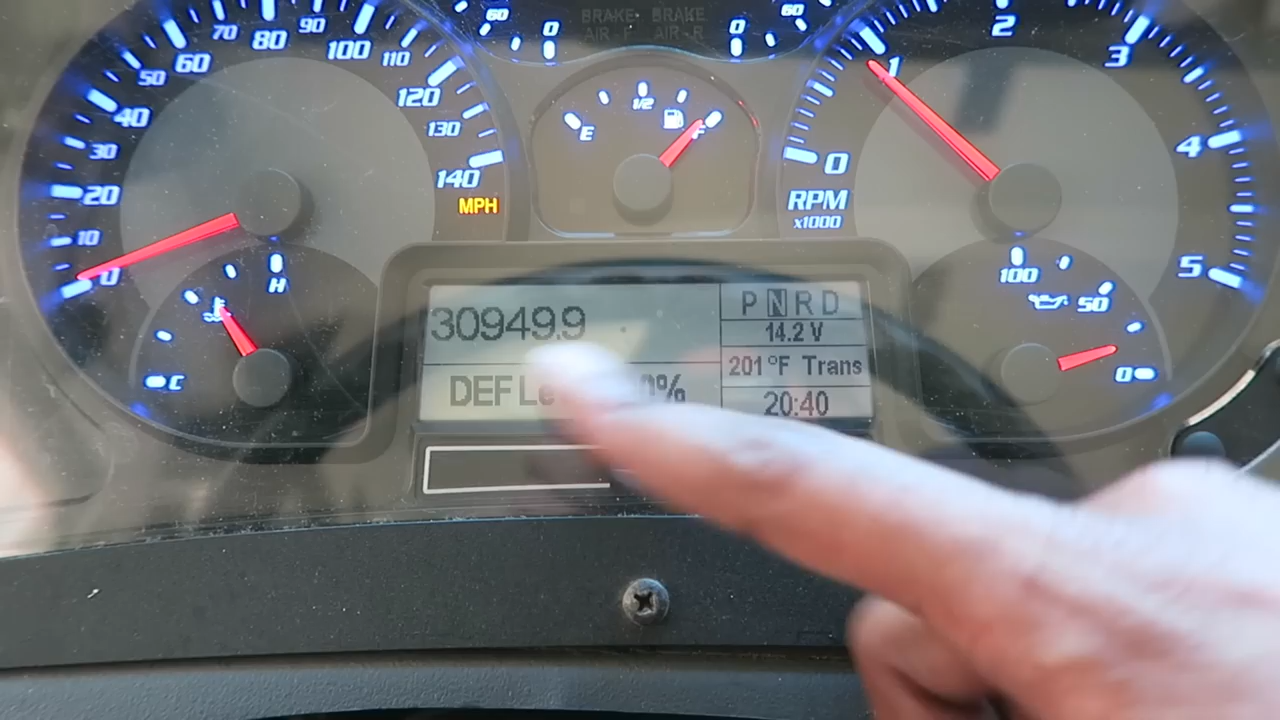 60
0
BRAKE
AIR - F
BRAKE
AIR - R
0
60
0
10
20
30
40
50
60
70
80
90
100
110
120
130
140
MPH
E
1/2
F
0
1
2
3
4
5
RPM
x1000
C
H
100
50
0
30949.9
DEF
P N R D
14.2 V
201°F Trans
20:40